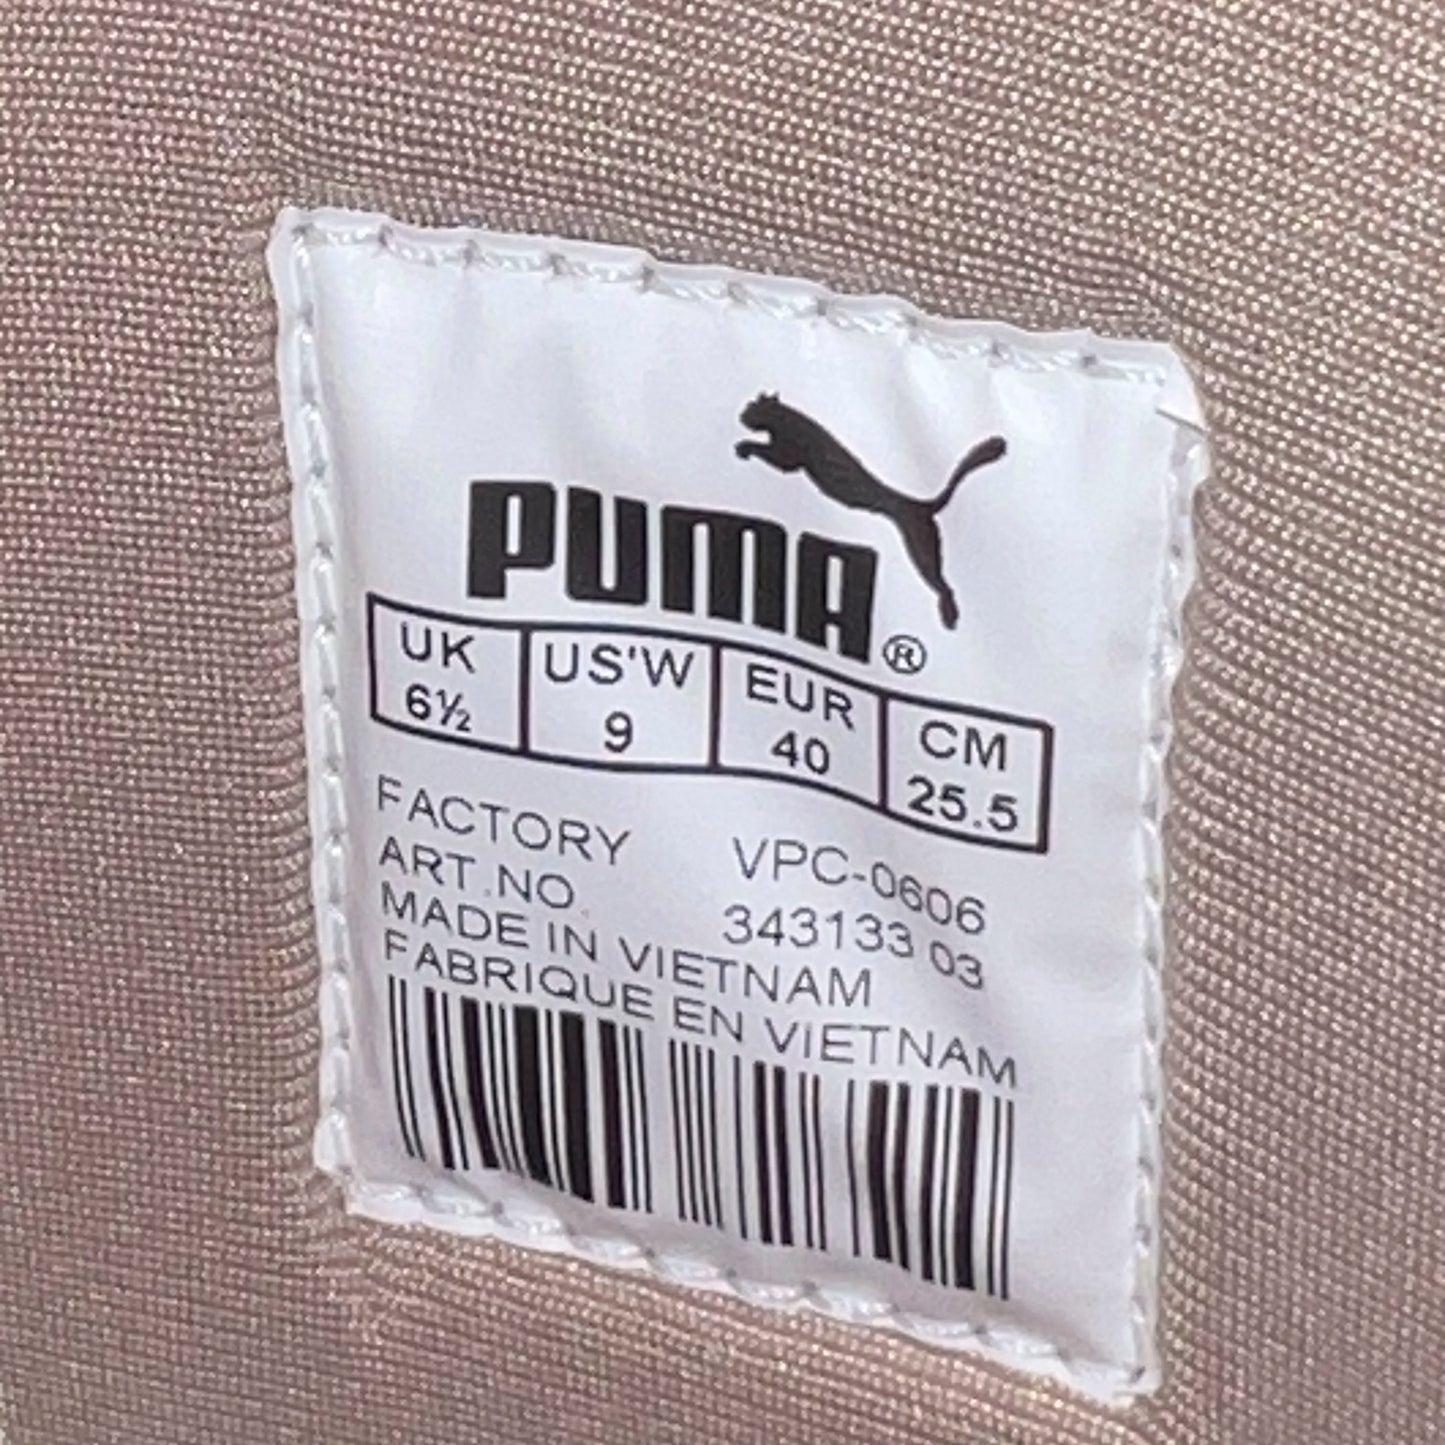 PUMA®
UK US'W EUR CM
6½ 9 40 25.5
FACTORY VPC-0606
ART.NO. 343133 03
MADE IN VIETNAM
FABRIQUE EN VIETNAM